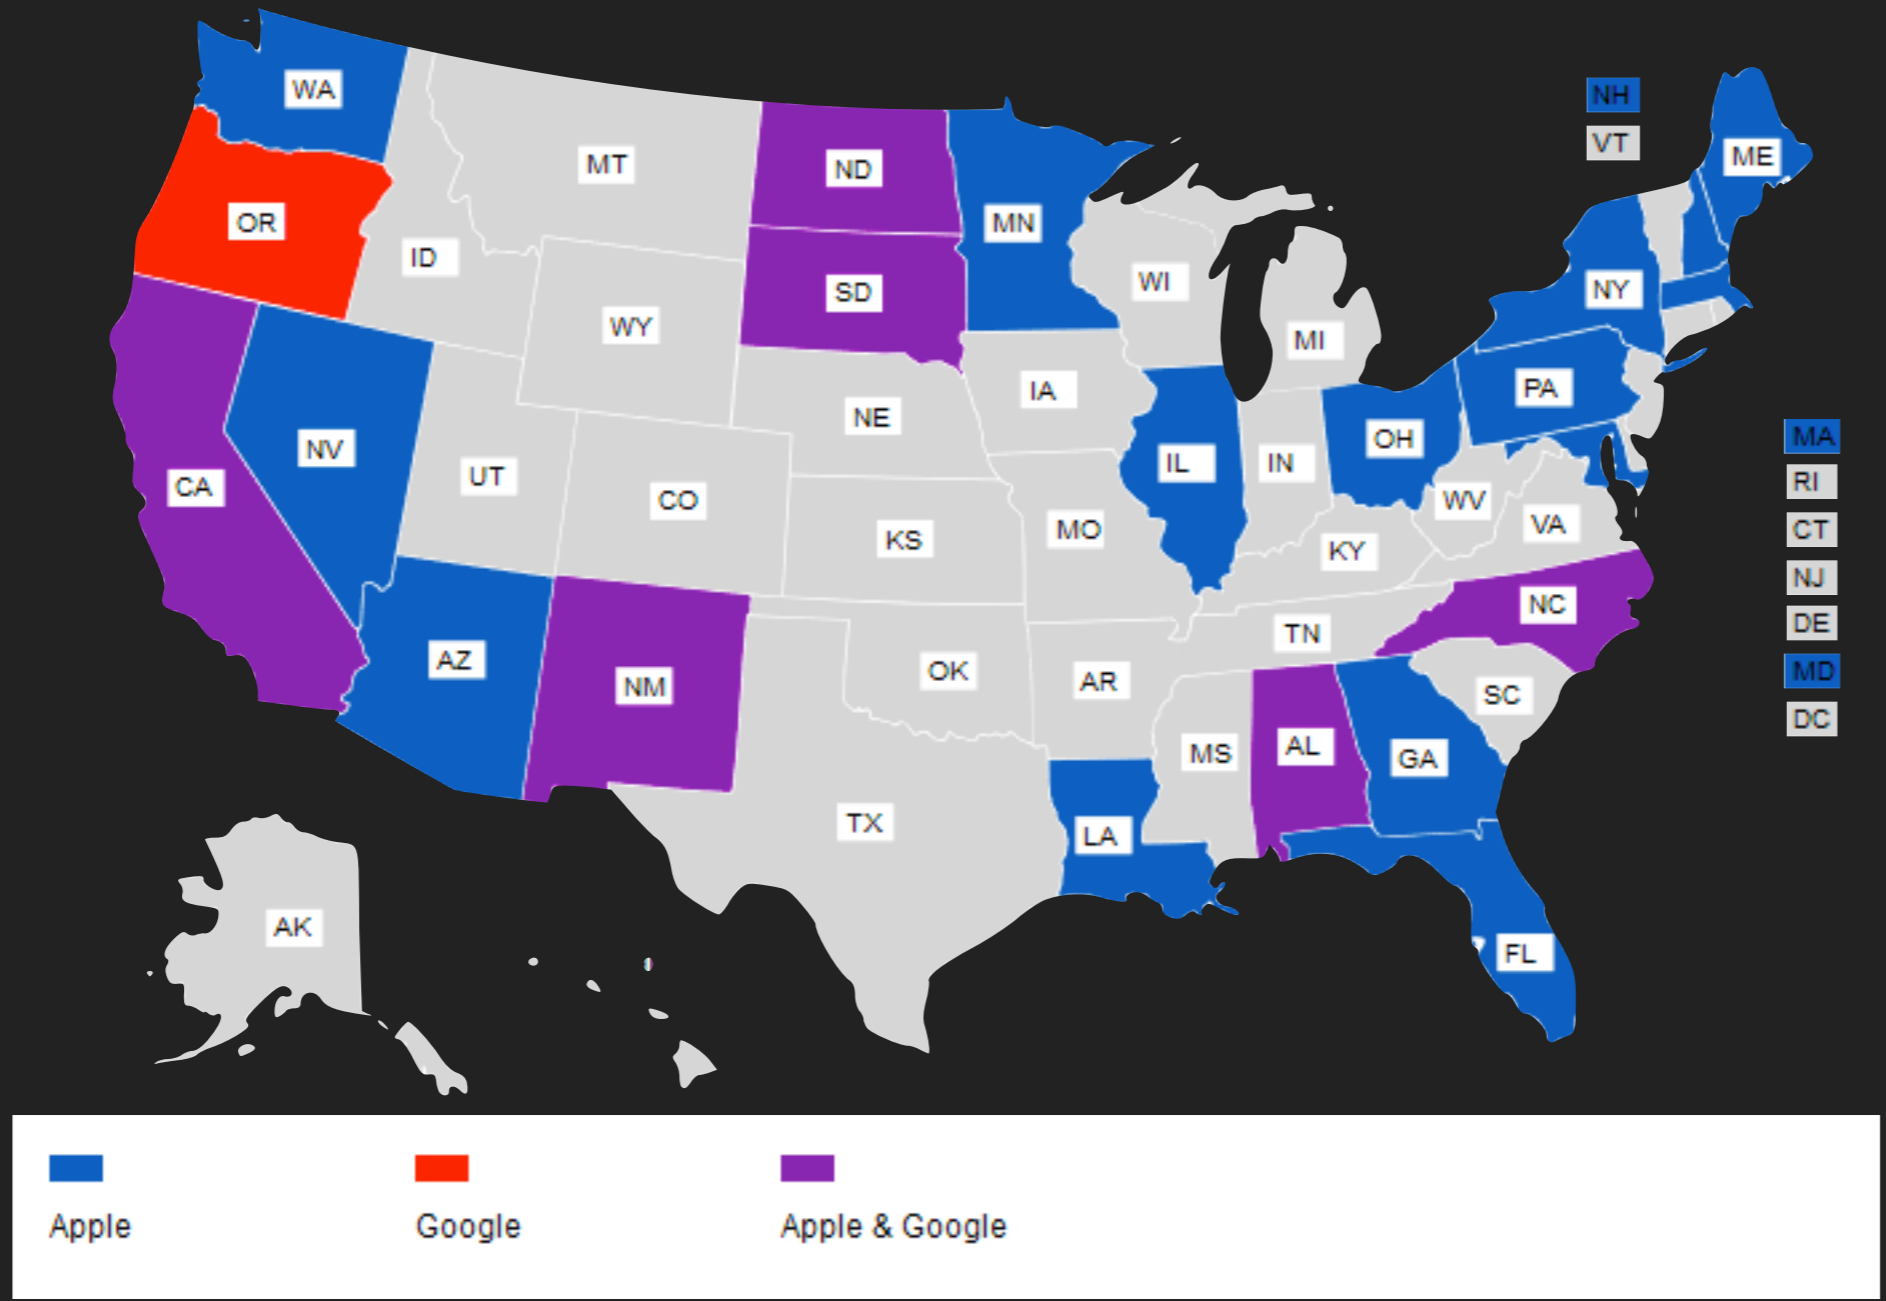 WA
NH
VT
MT
ND
ME
OR
MN
ID
WI
SD
NY
WY
MI
IA
PA
NE
MA
NV
OH
IL
IN
UT
CA
RI
CO
WV
VA
MO
CT
KS
KY
NJ
NC
DE
TN
AZ
OK
MD
NM
AR
SC
DC
MS
AL
GA
TX
LA
AK
FL
Apple
Google
Apple & Google